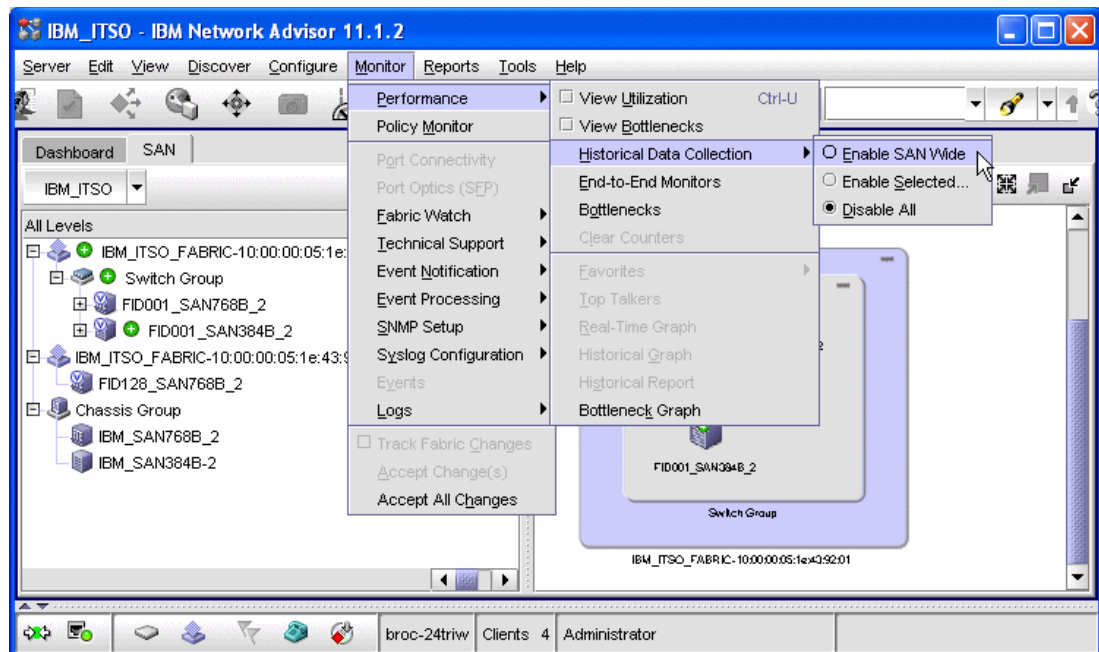 IBM_ITSO - IBM Network Advisor 11.1.2
Server Edit View Discover Configure Monitor Reports Tools Help
Performance
Policy Monitor
Port Connectivity
Port Optics (SFP)
Fabric Watch
Technical Support
Event Notification
Event Processing
SNMP Setup
Syslog Configuration
Events
Logs
Track Fabric Changes
Accept Change(s)
Accept All Changes
View Utilization Ctrl-U
View Bottlenecks
Historical Data Collection
End-to-End Monitors
Bottlenecks
Clear Counters
Favorites
Top Talkers
Real-Time Graph
Historical Graph
Historical Report
Bottleneck Graph
Enable SAN Wide
Enable Selected...
Disable All
Dashboard SAN
IBM_ITSO
All Levels
IBM_ITSO_FABRIC-10:00:00:05:1e:
Switch Group
FID001_SAN768B_2
FID001_SAN384B_2
IBM_ITSO_FABRIC-10:00:00:05:1e:43:9
FID128_SAN768B_2
Chassis Group
IBM_SAN768B_2
IBM_SAN384B-2
FID001_SAN384B_2
Switch Group
IBM_ITSO_FABRIC-10:00:00:05:1e:43:92:01
broc-24triw Clients 4 Administrator